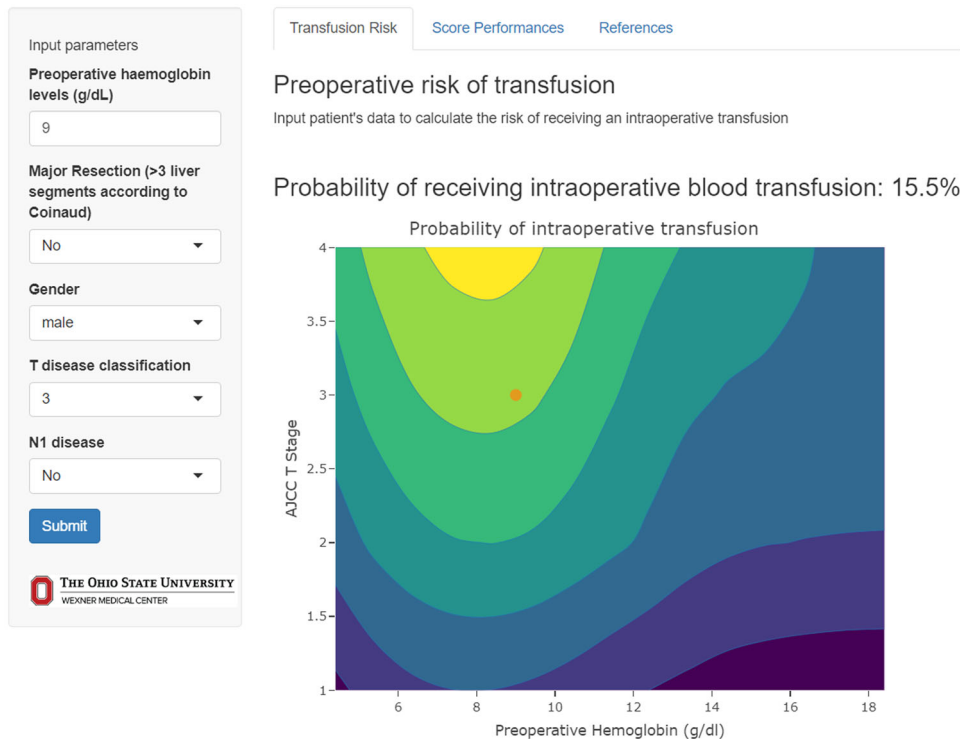 Input parameters
Preoperative haemoglobin
levels (g/dL)
9
Major Resection (>3 liver
segments according to
Coinaud)
No
Gender
male
T disease classification
3
N1 disease
No
Submit
THE OHIO STATE UNIVERSITY
WEXNER MEDICAL CENTER
Transfusion Risk
Score Performances
References
Preoperative risk of transfusion
Input patient's data to calculate the risk of receiving an intraoperative transfusion
Probability of receiving intraoperative blood transfusion: 15.5%
Probability of intraoperative transfusion
4
3.5
3
2.5
2
1.5
1
AJCC T Stage
6
8
10
12
14
16
18
Preoperative Hemoglobin (g/dl)